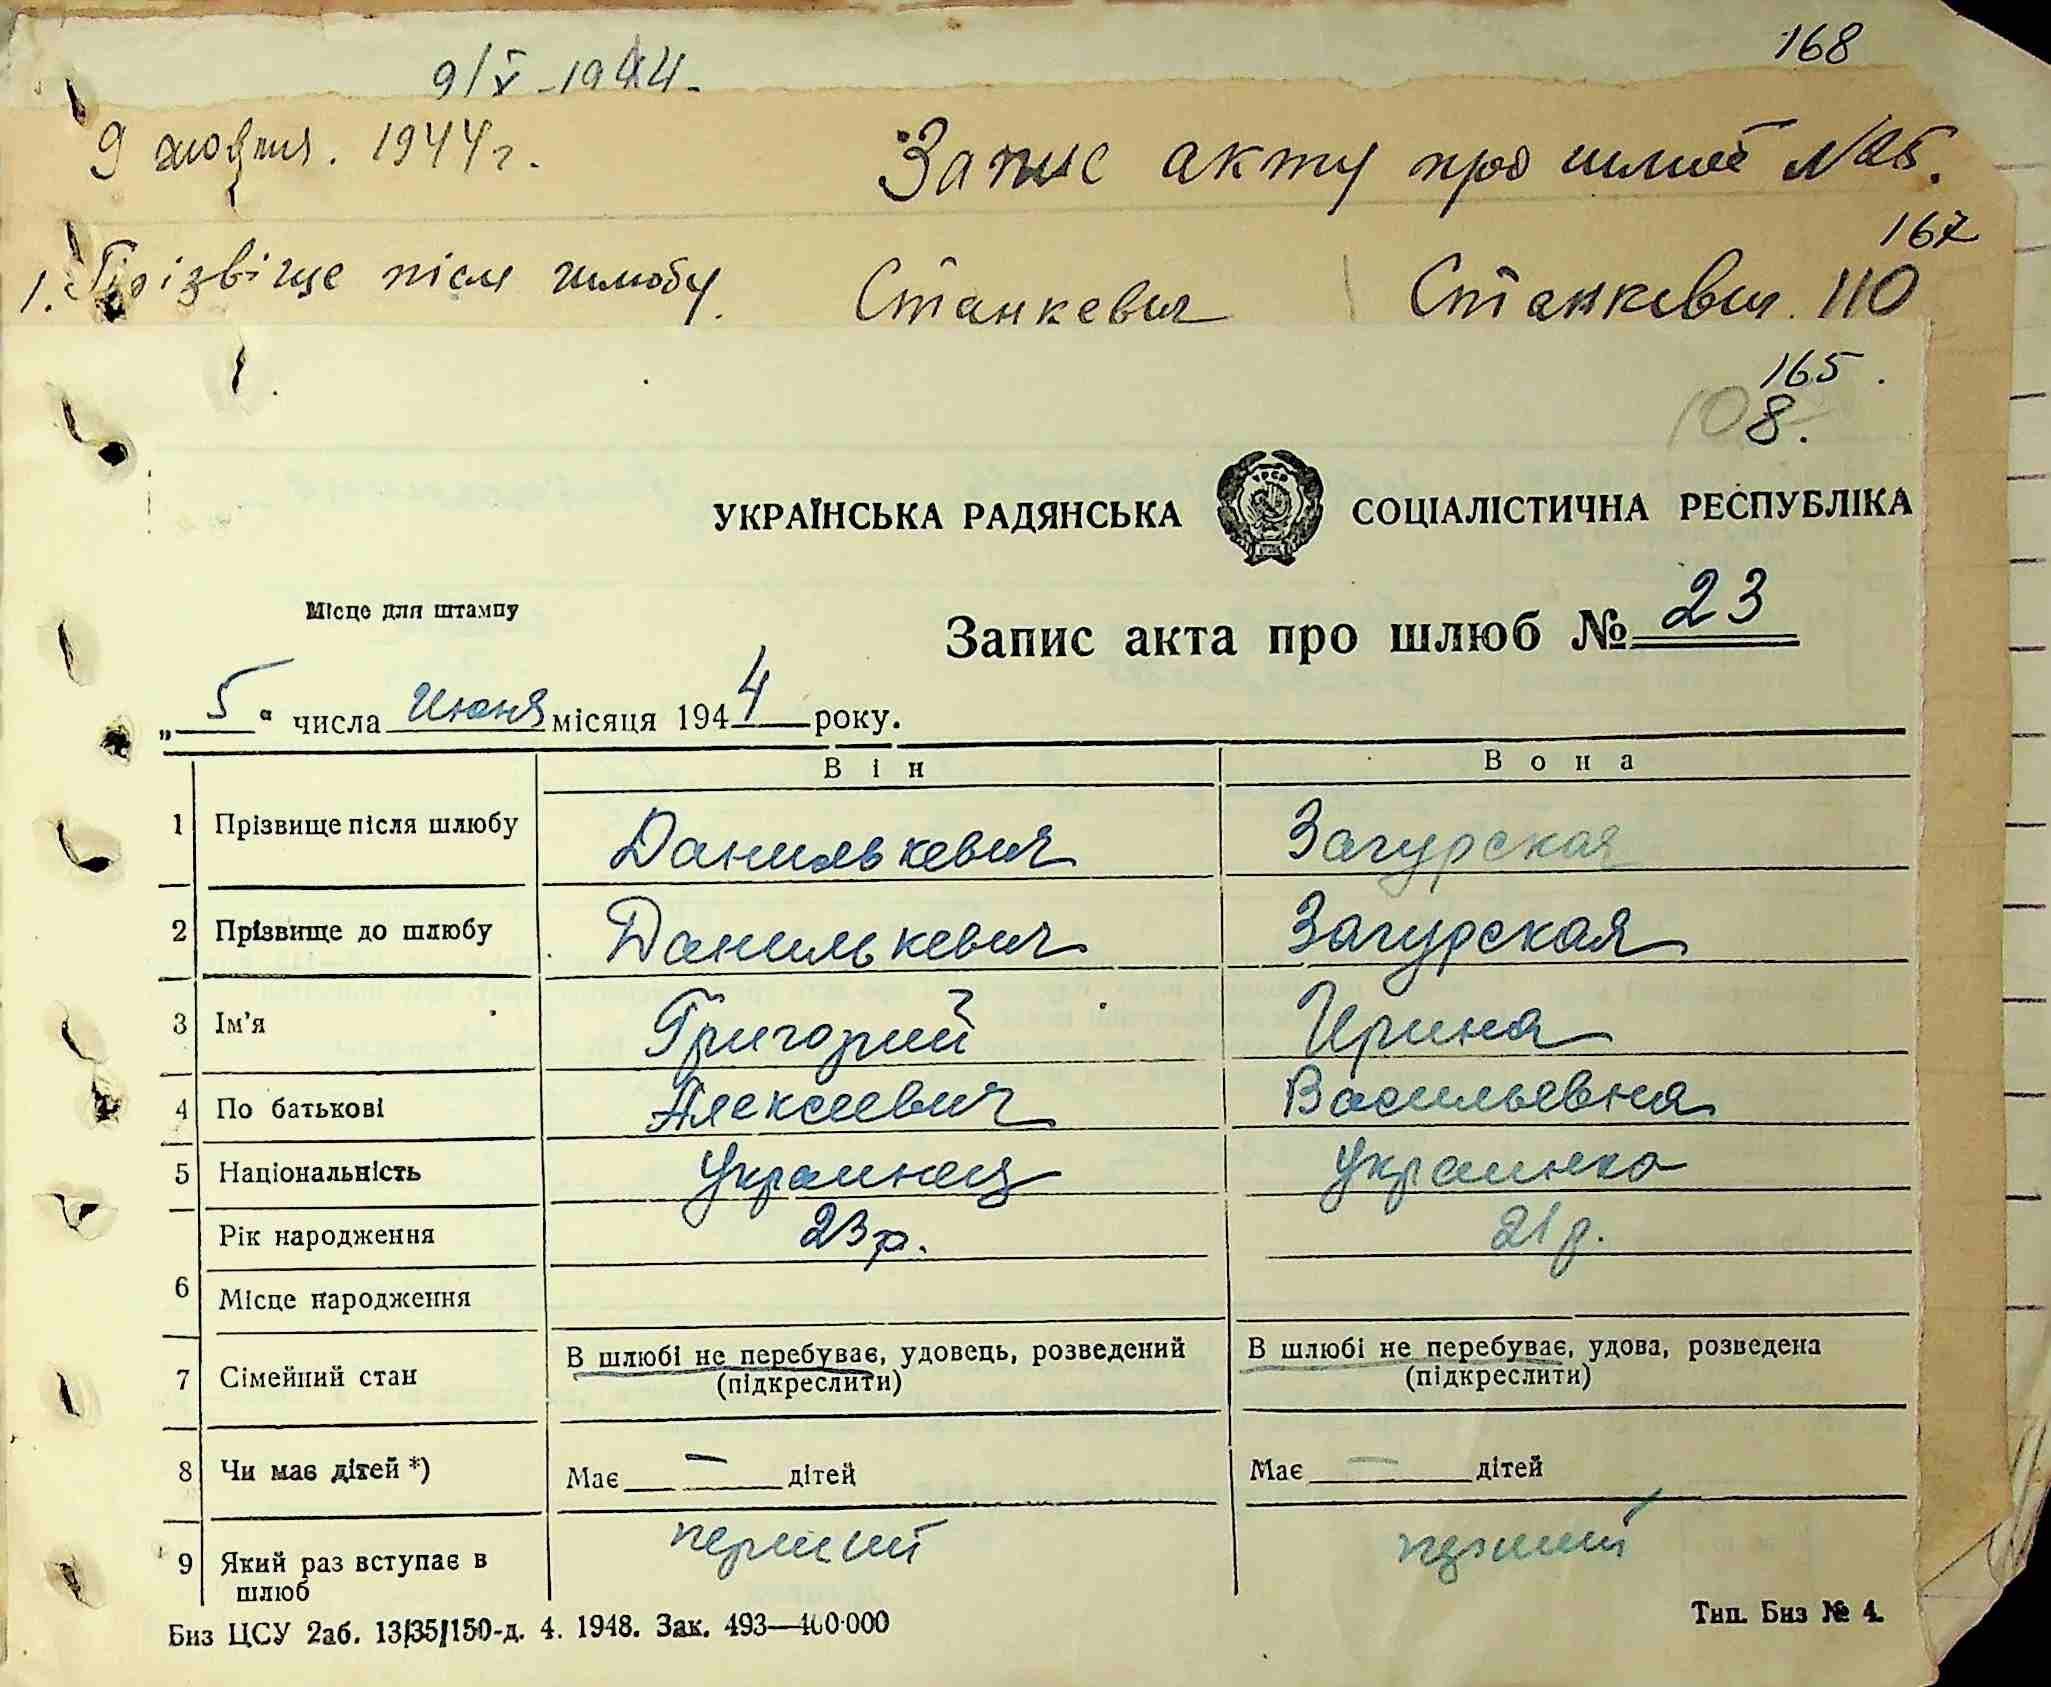 168
9/X - 1944.
9 жовтня. 1944 г. Запис акту про шлюб №25.
167
1. Прізвіще після шлюбу. Станкевич Станкевич. 110
165.
108.
УКРАЇНСЬКА РАДЯНСЬКА СОЦІАЛІСТИЧНА РЕСПУБЛІКА
Місце для штампу
Запис акта про шлюб № 23
„5" числа Июня місяця 1944 року.
Він Вона
1 Прізвище після шлюбу Данилькевич Загурская
2 Прізвище до шлюбу Данилькевич Загурская
3 Ім'я Григорий Ирина
4 По батькові Алексеевич Васильевна
5 Національність Украинец Украинка
Рік народження 23 р. 21 р.
6 Місце народження
7 Сімейний стан В шлюбі не перебуває, удовець, розведений В шлюбі не перебуває, удова, розведена
(підкреслити) (підкреслити)
8 Чи має дітей *) Має — дітей Має — дітей
9 Який раз вступає в шлюб перший перший
Биз ЦСУ 2аб. 13/35/150-д. 4. 1948. Зак. 493—400·000 Тип. Биз № 4.